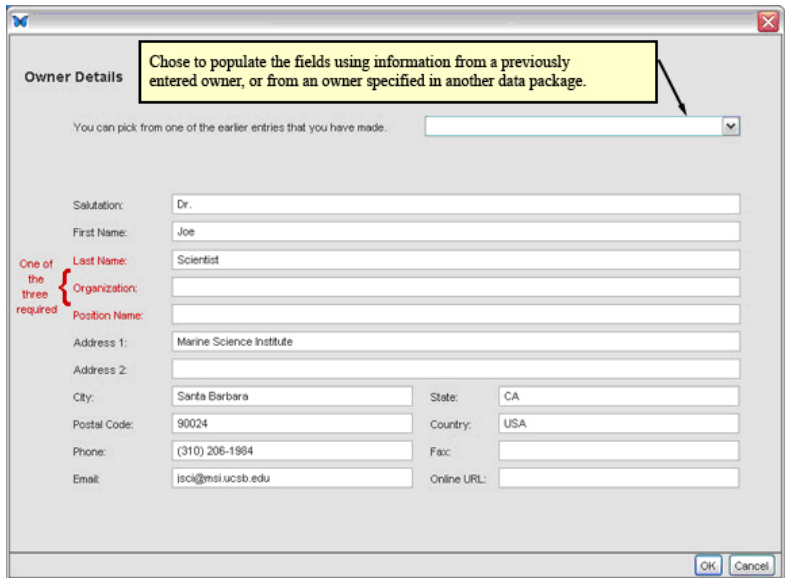 Chose to populate the fields using information from a previously
entered owner, or from an owner specified in another data package.
Owner Details
You can pick from one of the earlier entries that you have made.
Salutation: Dr.
First Name: Joe
Last Name: Scientist
Organization:
Position Name:
One of
the
three
required
Address 1: Marine Science Institute
Address 2:
City: Santa Barbara State: CA
Postal Code: 90024 Country: USA
Phone: (310) 206-1984 Fax:
Email: jsci@msi.ucsb.edu Online URL:
OK Cancel